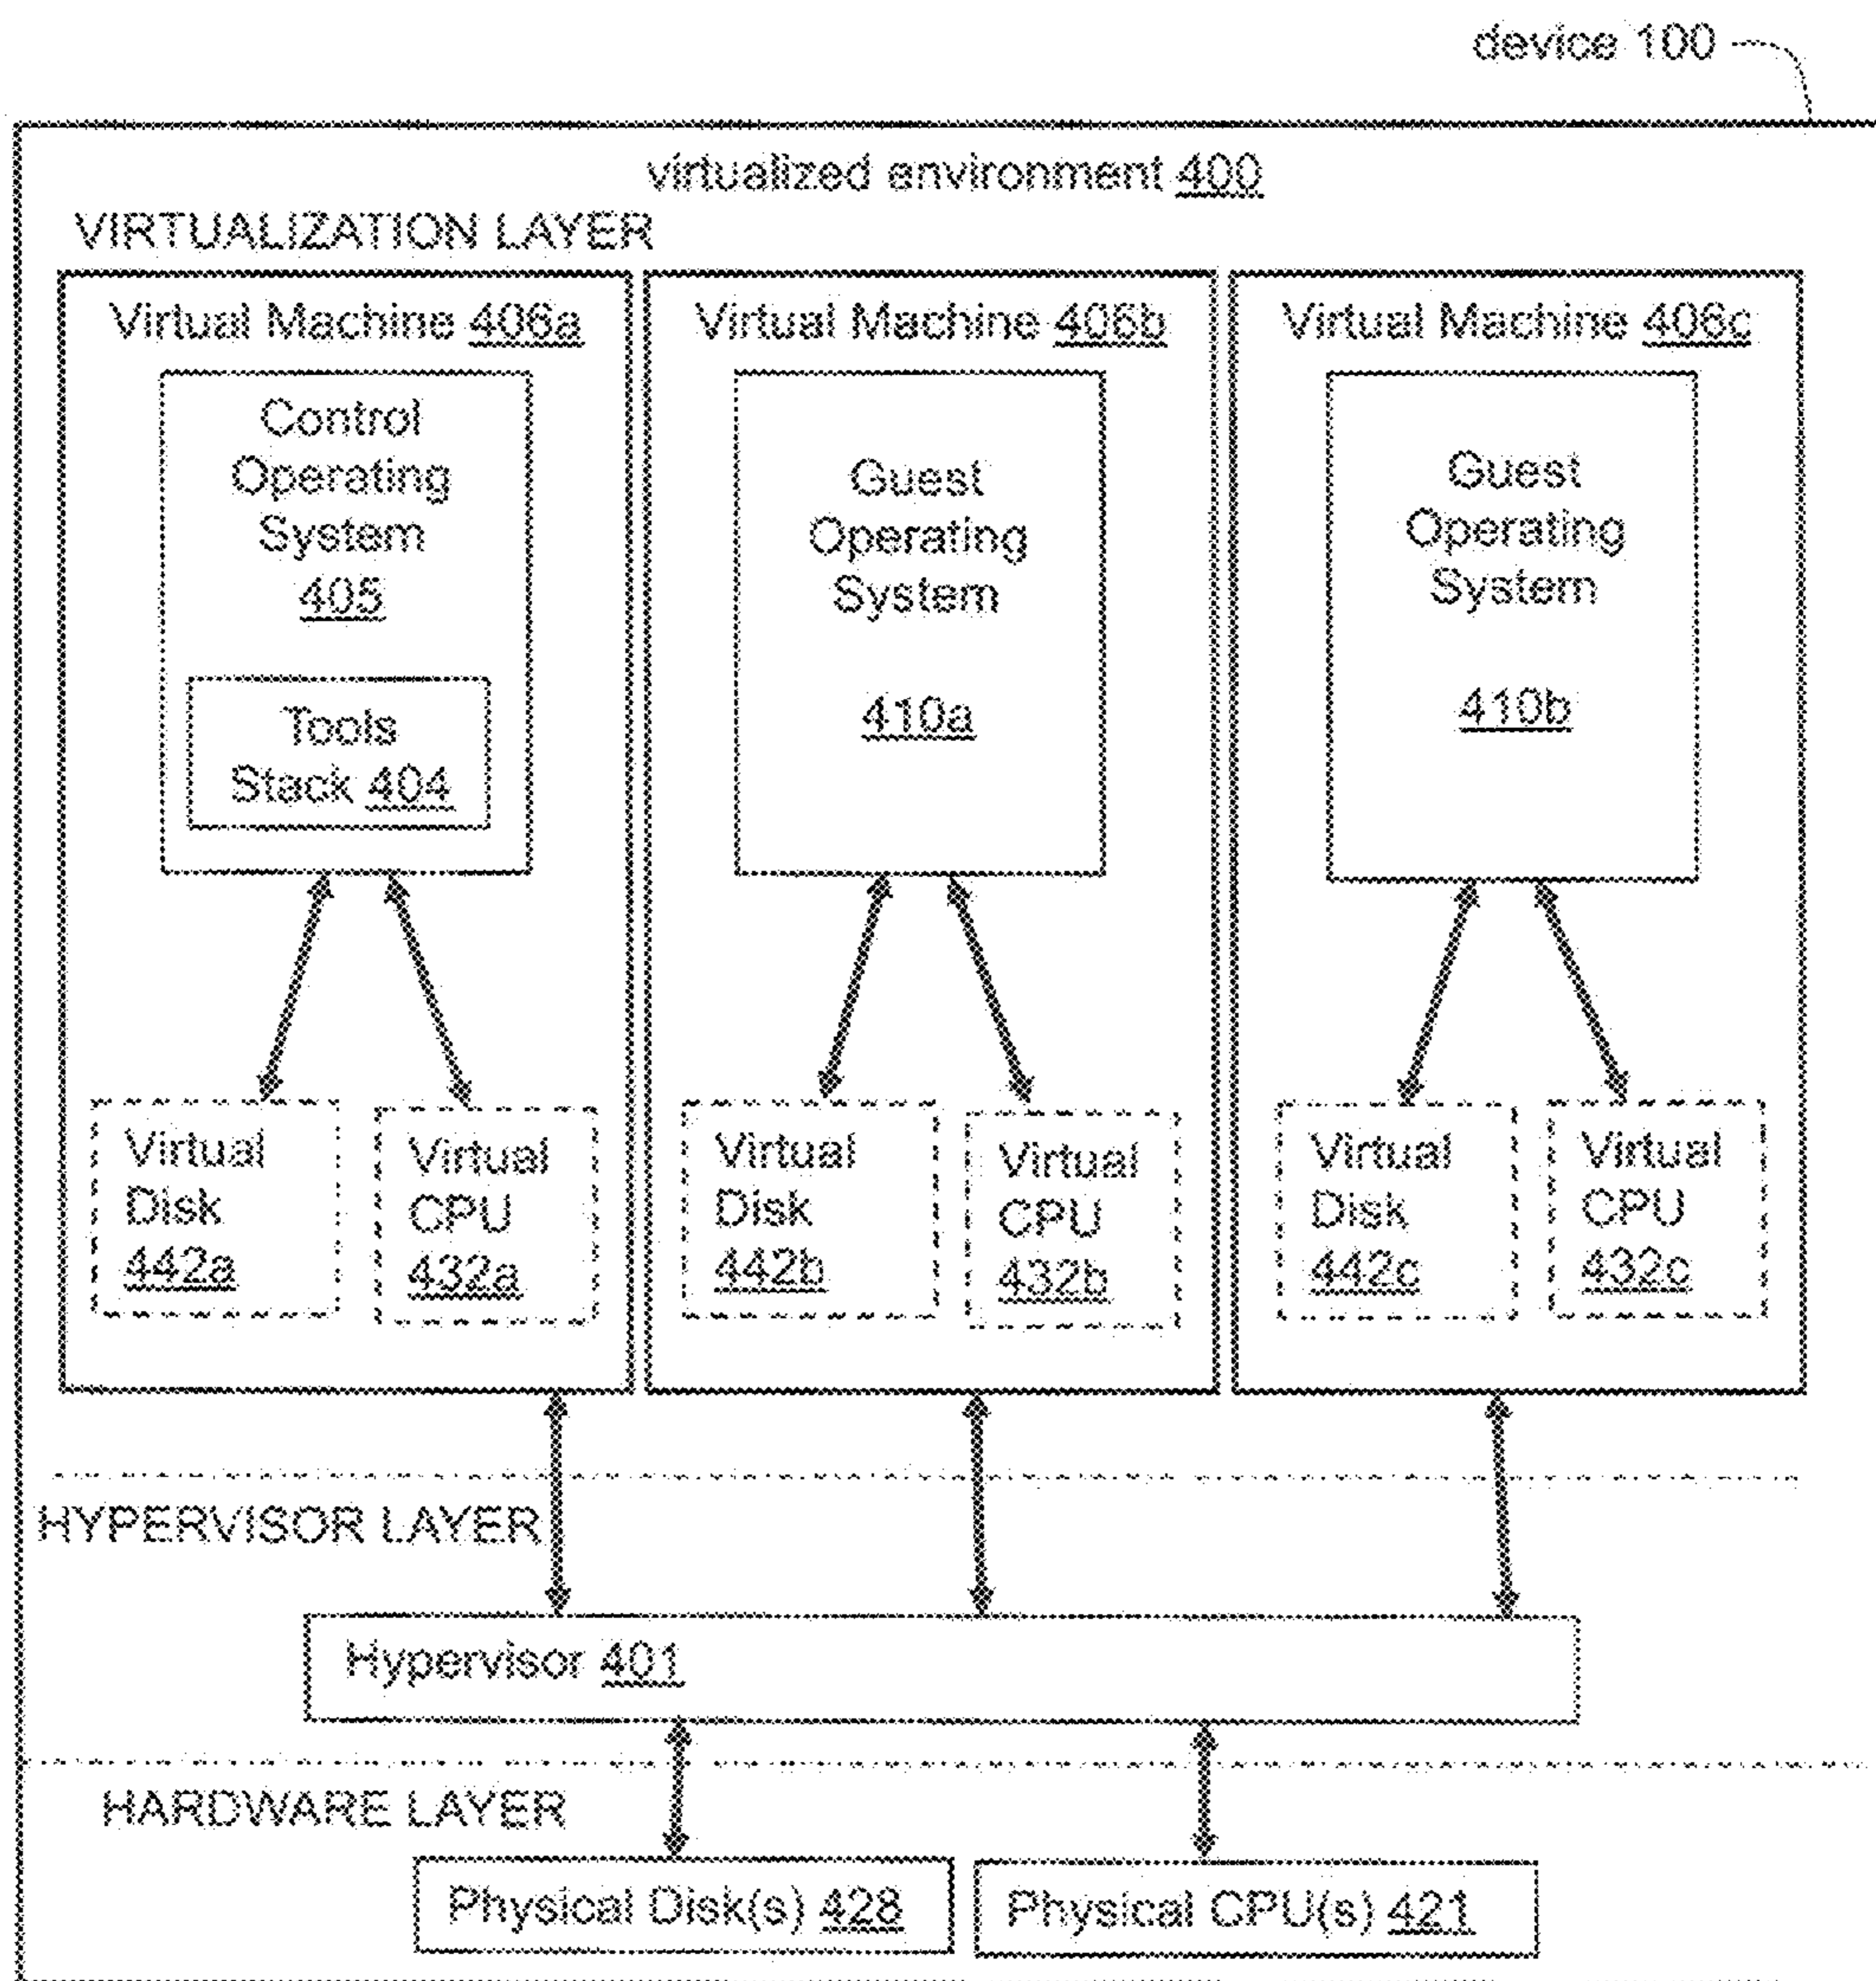 device 100
virtualized environment 400
VIRTUALIZATION LAYER
Virtual Machine 406a
Control
Operating
System
405
Tools
Stack 404
Virtual
Disk
442a
Virtual
CPU
432a
Virtual Machine 406b
Guest
Operating
System
410a
Virtual
Disk
442b
Virtual
CPU
432b
Virtual Machine 406c
Guest
Operating
System
410b
Virtual
Disk
442c
Virtual
CPU
432c
HYPERVISOR LAYER
Hypervisor 401
HARDWARE LAYER
Physical Disk(s) 428
Physical CPU(s) 421